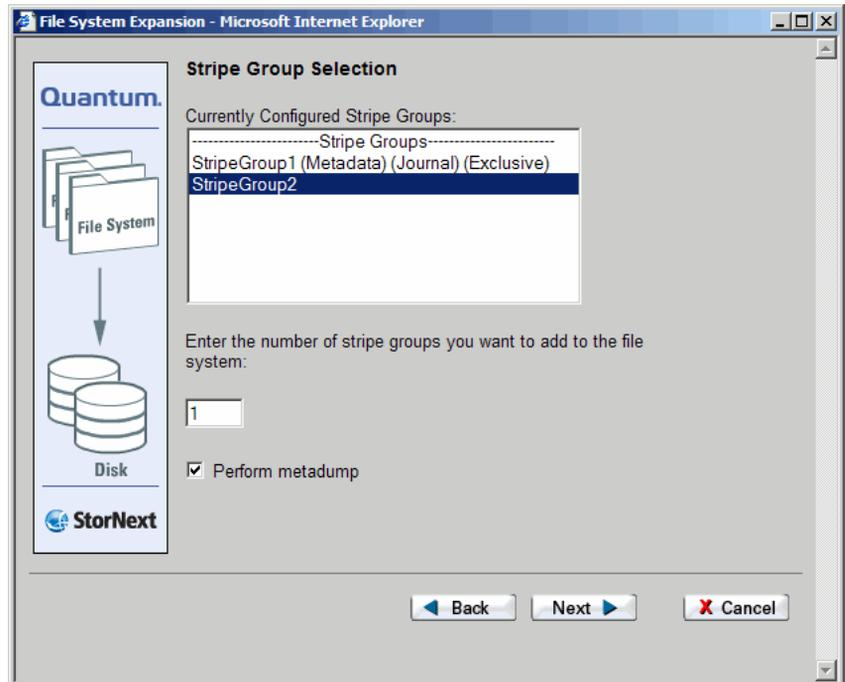 File System Expansion - Microsoft Internet Explorer
Quantum.
File System
Disk
StorNext
Stripe Group Selection
Currently Configured Stripe Groups:
------------------------Stripe Groups------------------------
StripeGroup1 (Metadata) (Journal) (Exclusive)
StripeGroup2
Enter the number of stripe groups you want to add to the file
system:
1
Perform metadump
Back
Next
X Cancel